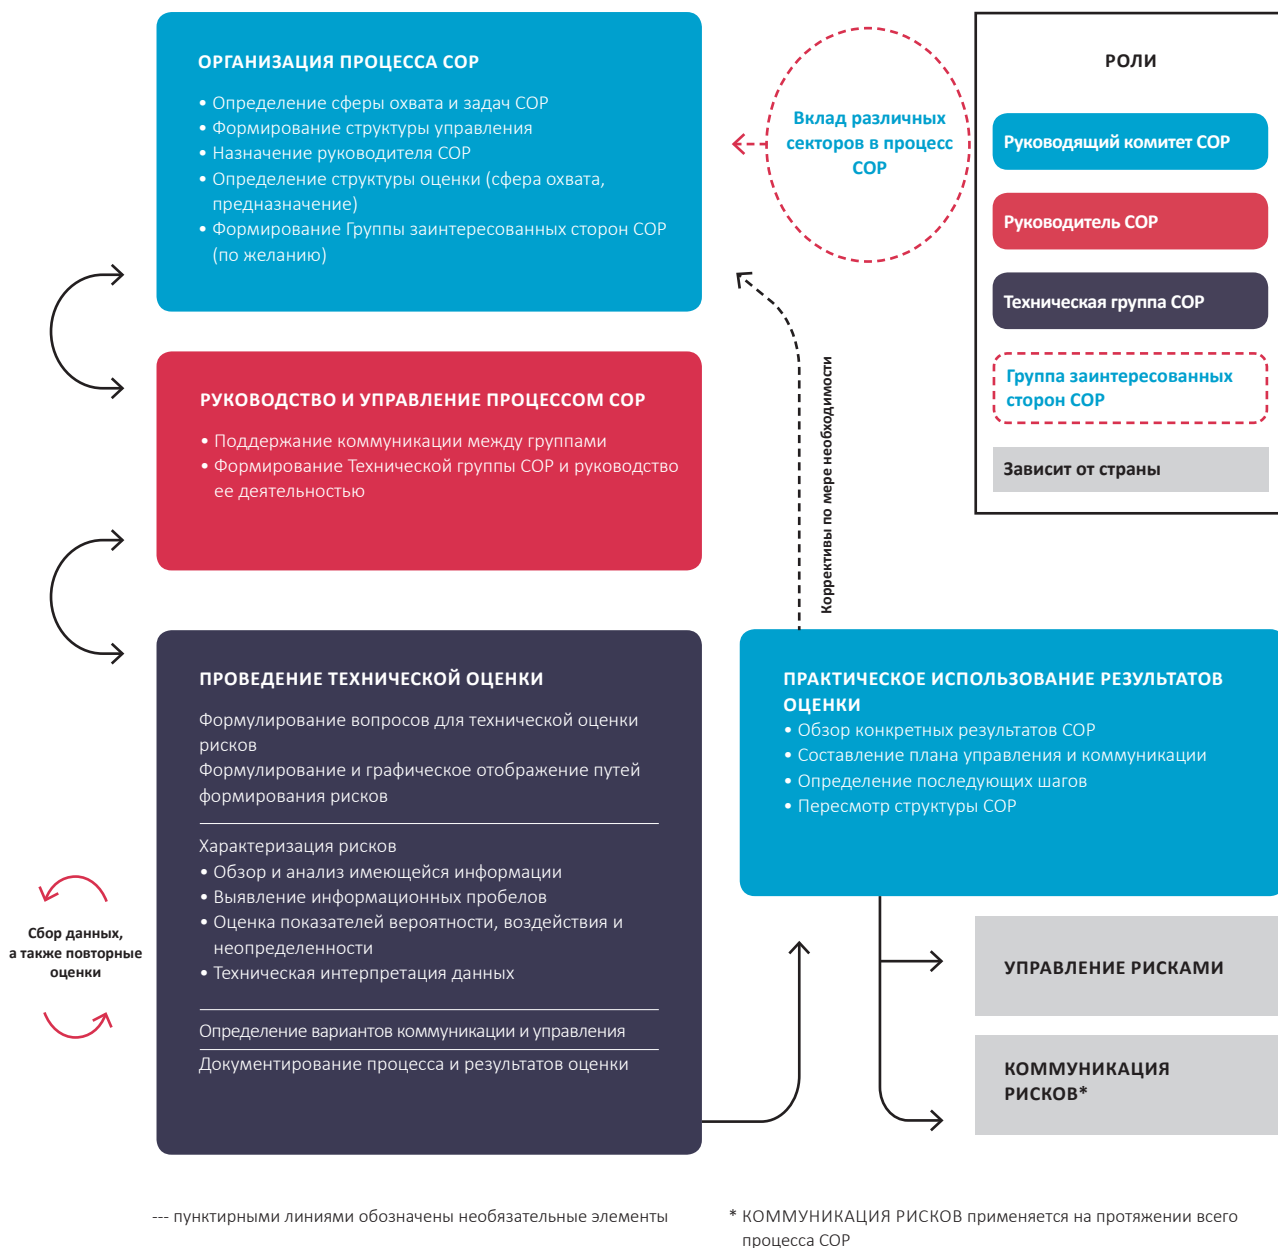 ОРГАНИЗАЦИЯ ПРОЦЕССА СОР
• Определение сферы охвата и задач СОР
• Формирование структуры управления
• Назначение руководителя СОР
• Определение структуры оценки (сфера охвата,
предназначение)
• Формирование Группы заинтересованных сторон СОР
(по желанию)
Вклад различных
секторов в процесс
СОР
РОЛИ
Руководящий комитет СОР
Руководитель СОР
Техническая группа СОР
Группа заинтересованных
сторон СОР
Зависит от страны
РУКОВОДСТВО И УПРАВЛЕНИЕ ПРОЦЕССОМ СОР
• Поддержание коммуникации между группами
• Формирование Технической группы СОР и руководство
ее деятельностью
Коррективы по мере необходимости
ПРОВЕДЕНИЕ ТЕХНИЧЕСКОЙ ОЦЕНКИ
Формулирование вопросов для технической оценки
рисков
Формулирование и графическое отображение путей
формирования рисков
Характеризация рисков
• Обзор и анализ имеющейся информации
• Выявление информационных пробелов
• Оценка показателей вероятности, воздействия и
неопределенности
• Техническая интерпретация данных
Определение вариантов коммуникации и управления
Документирование процесса и результатов оценки
Сбор данных,
а также повторные
оценки
ПРАКТИЧЕСКОЕ ИСПОЛЬЗОВАНИЕ РЕЗУЛЬТАТОВ
ОЦЕНКИ
• Обзор конкретных результатов СОР
• Составление плана управления и коммуникации
• Определение последующих шагов
• Пересмотр структуры СОР
УПРАВЛЕНИЕ РИСКАМИ
КОММУНИКАЦИЯ
РИСКОВ*
--- пунктирными линиями обозначены необязательные элементы
* КОММУНИКАЦИЯ РИСКОВ применяется на протяжении всего
процесса СОР